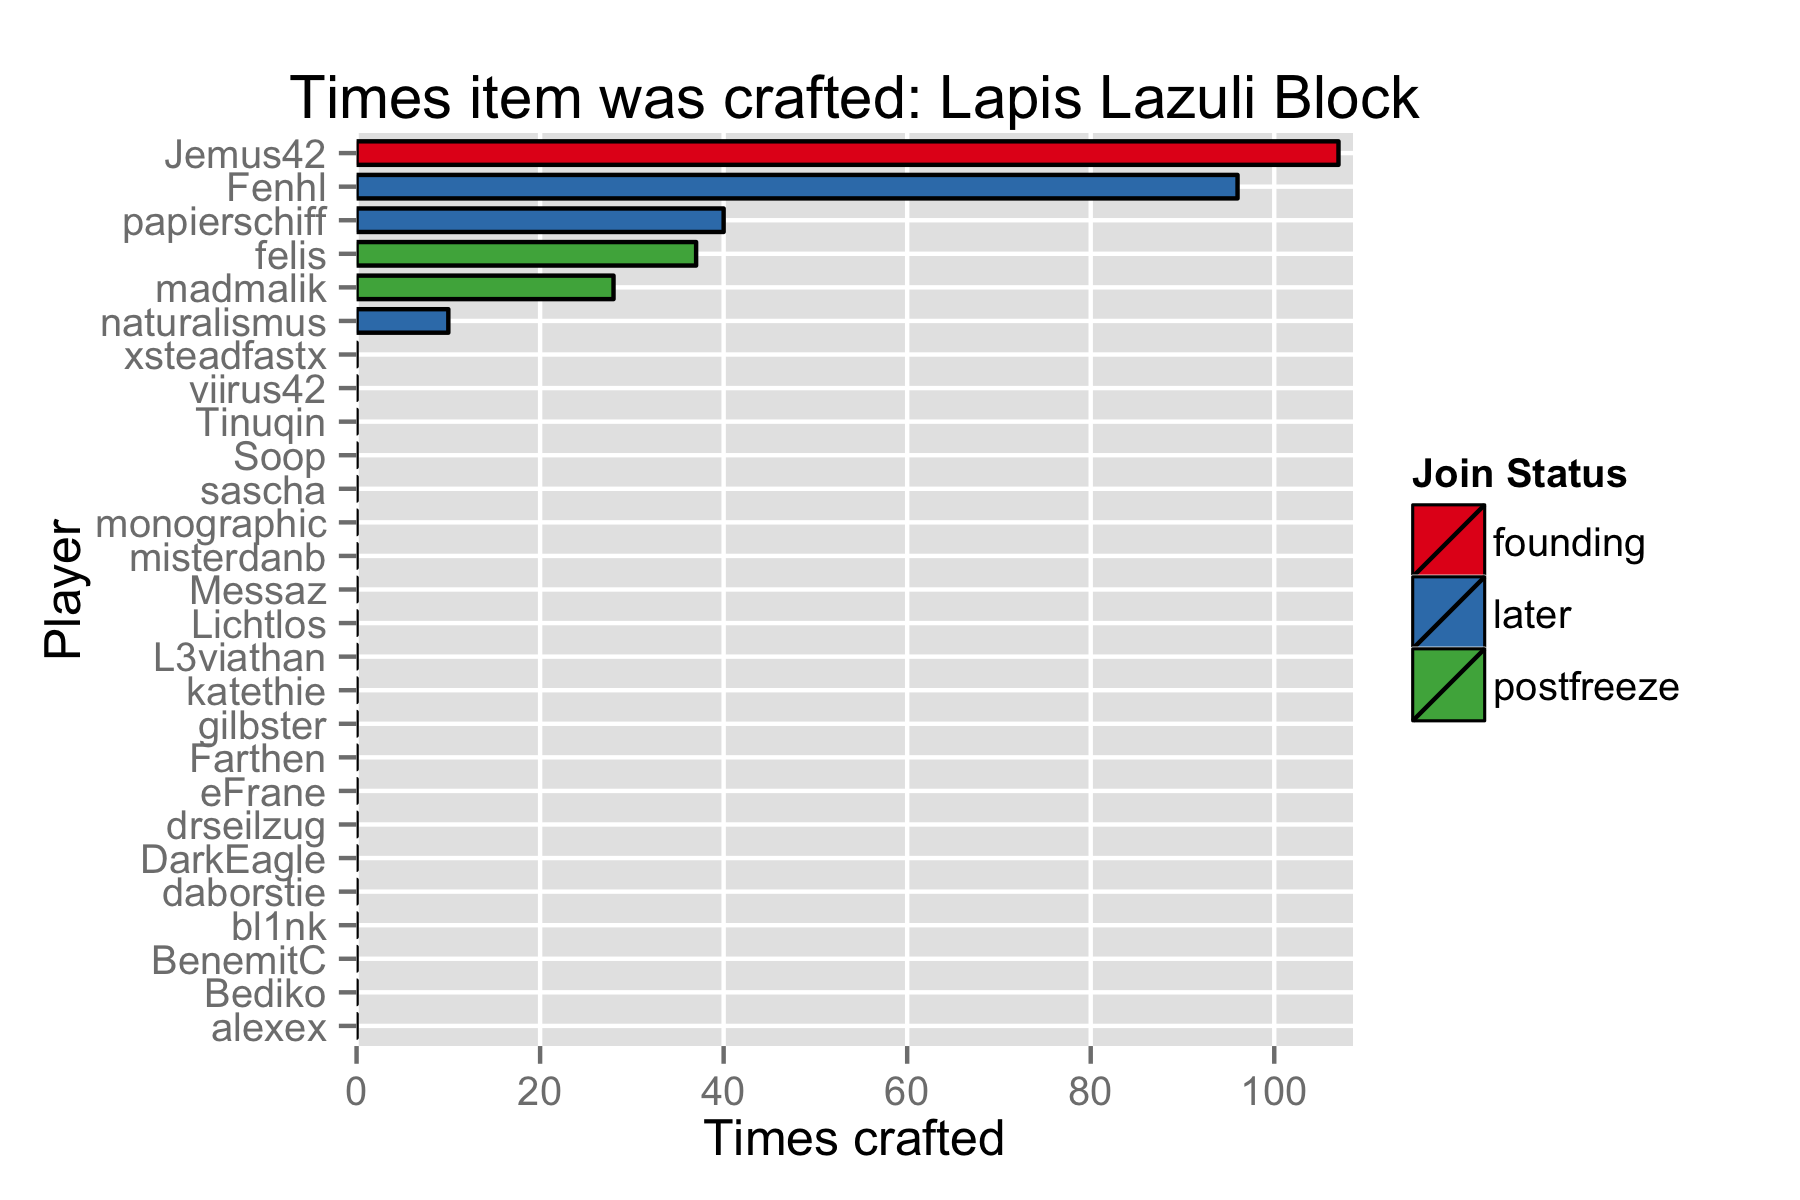 Times item was crafted: Lapis Lazuli Block
Player
Jemus42
Fenhl
papierschiff
felis
madmalik
naturalismus
xsteadfastx
viirus42
Tinuqin
Soop
sascha
monographic
misterdanb
Messaz
Lichtlos
L3viathan
katethie
gilbster
Farthen
eFrane
drseilzug
DarkEagle
daborstie
bl1nk
BenemitC
Bediko
alexex
0 20 40 60 80 100
Times crafted
Join Status
founding
later
postfreeze